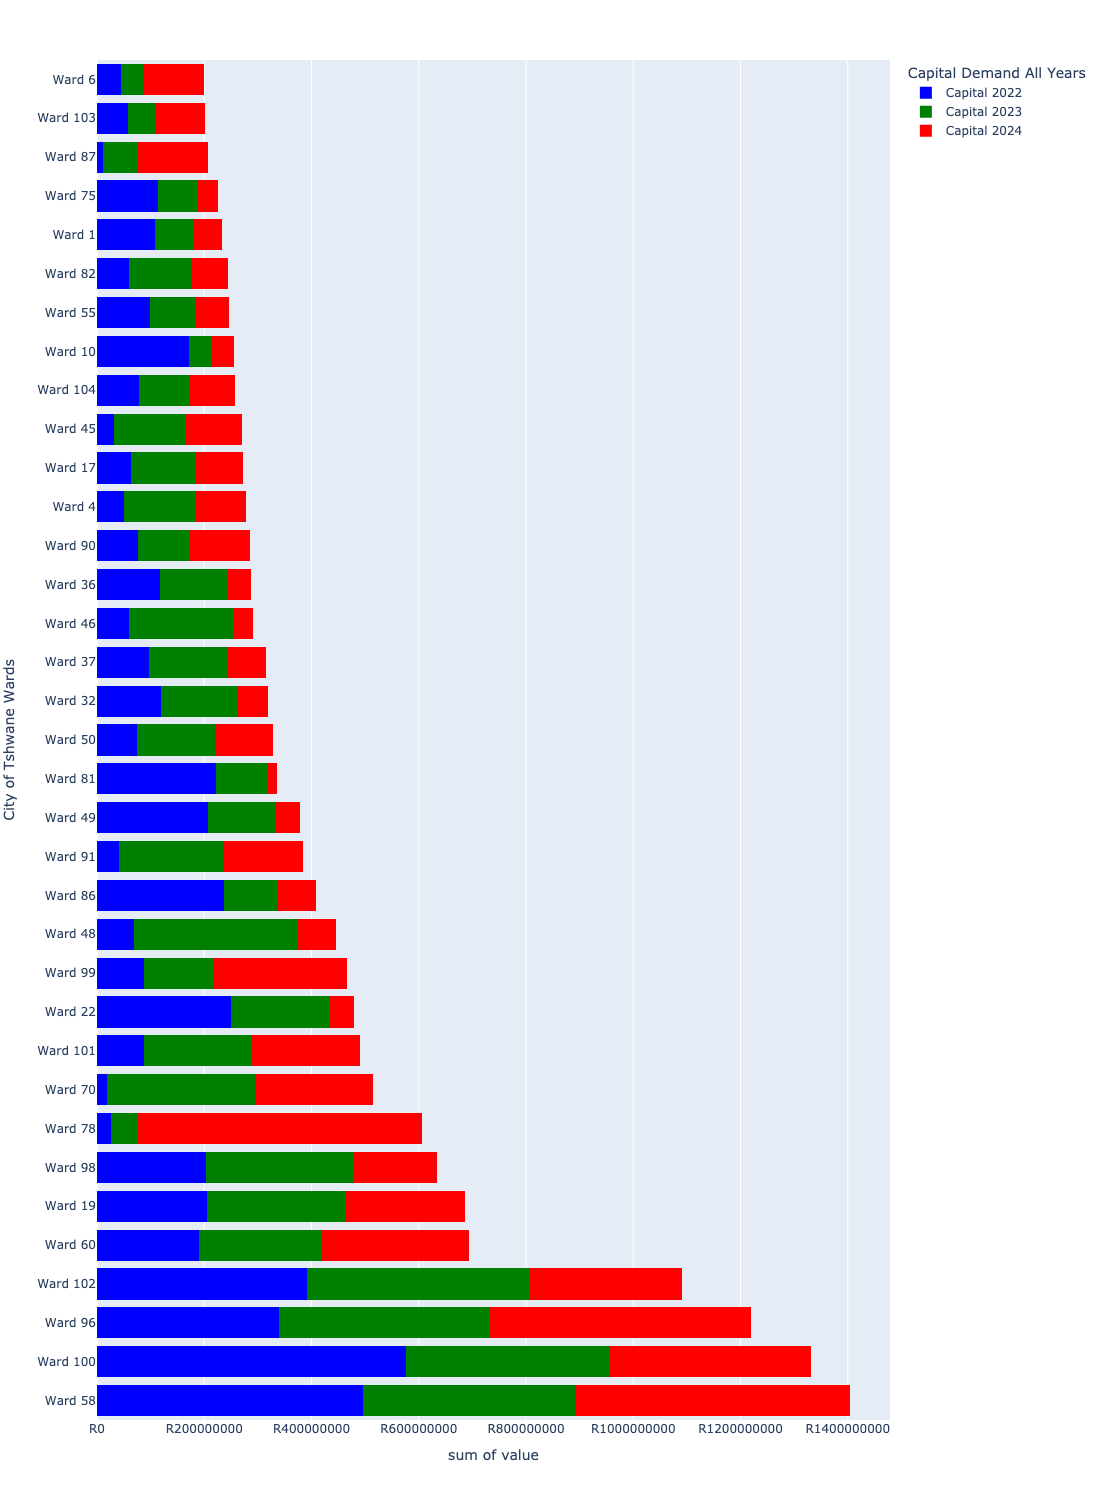 Capital Demand All Years
Capital 2022
Capital 2023
Capital 2024
City of Tshwane Wards
Ward 6
Ward 103
Ward 87
Ward 75
Ward 1
Ward 82
Ward 55
Ward 10
Ward 104
Ward 45
Ward 17
Ward 4
Ward 90
Ward 36
Ward 46
Ward 37
Ward 32
Ward 50
Ward 81
Ward 49
Ward 91
Ward 86
Ward 48
Ward 99
Ward 22
Ward 101
Ward 70
Ward 78
Ward 98
Ward 19
Ward 60
Ward 102
Ward 96
Ward 100
Ward 58
R0 R200000000 R400000000 R600000000 R800000000 R1000000000 R1200000000 R1400000000
sum of value